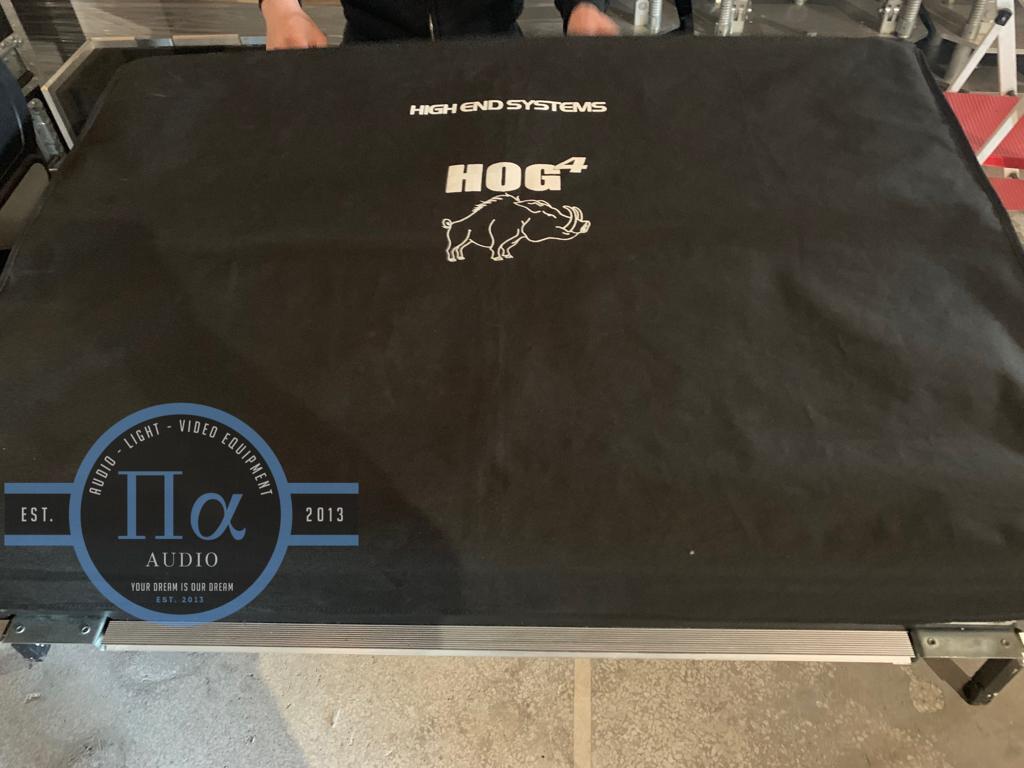 HIGH END SYSTEMS
HOG4
AUDIO - LIGHT - VIDEO EQUIPMENT
EST.
2013
Πα
AUDIO
YOUR DREAM IS OUR DREAM
EST. 2013